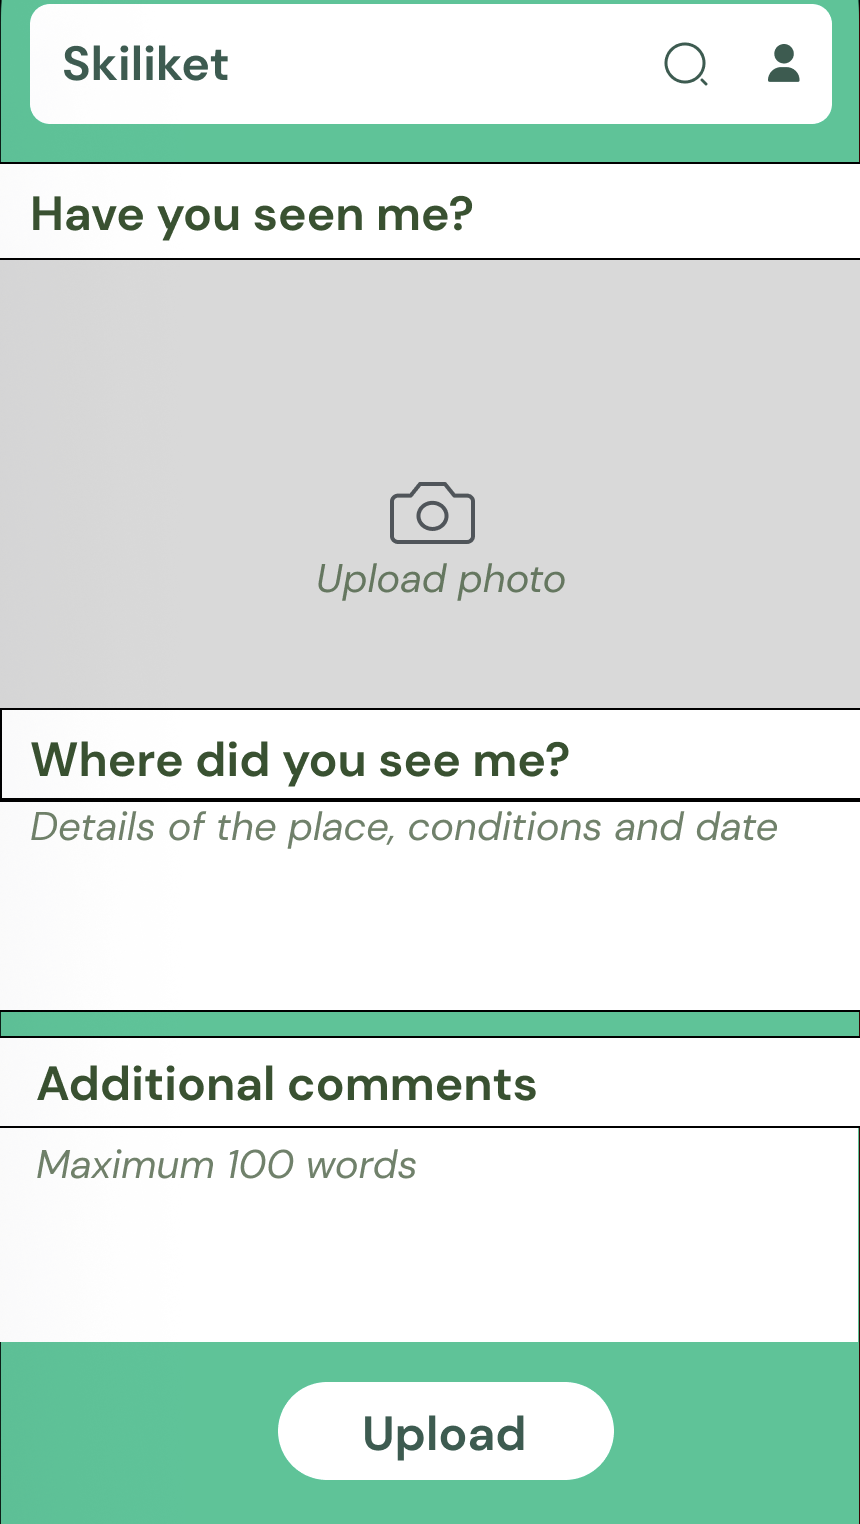 Skiliket
Have you seen me?
Upload photo
Where did you see me?
Details of the place, conditions and date
Additional comments
Maximum 100 words
Upload